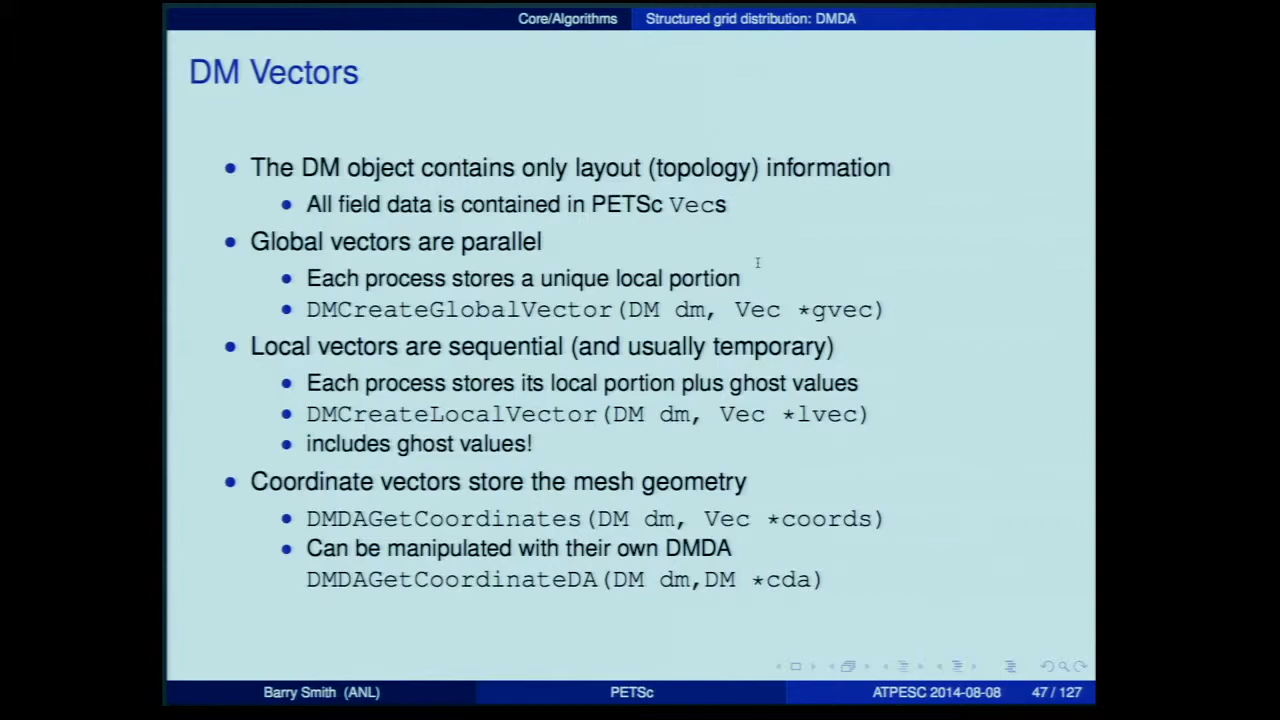 Core/Algorithms Structured grid distribution: DMDA
DM Vectors
The DM object contains only layout (topology) information
All field data is contained in PETSc Vecs
Global vectors are parallel
Each process stores a unique local portion
DMCreateGlobalVector(DM dm, Vec *gvec)
Local vectors are sequential (and usually temporary)
Each process stores its local portion plus ghost values
DMCreateLocalVector(DM dm, Vec *lvec)
includes ghost values!
Coordinate vectors store the mesh geometry
DMDAGetCoordinates(DM dm, Vec *coords)
Can be manipulated with their own DMDA
DMDAGetCoordinateDA(DM dm,DM *cda)
Barry Smith (ANL) PETSc ATPESC 2014-08-08 47 / 127